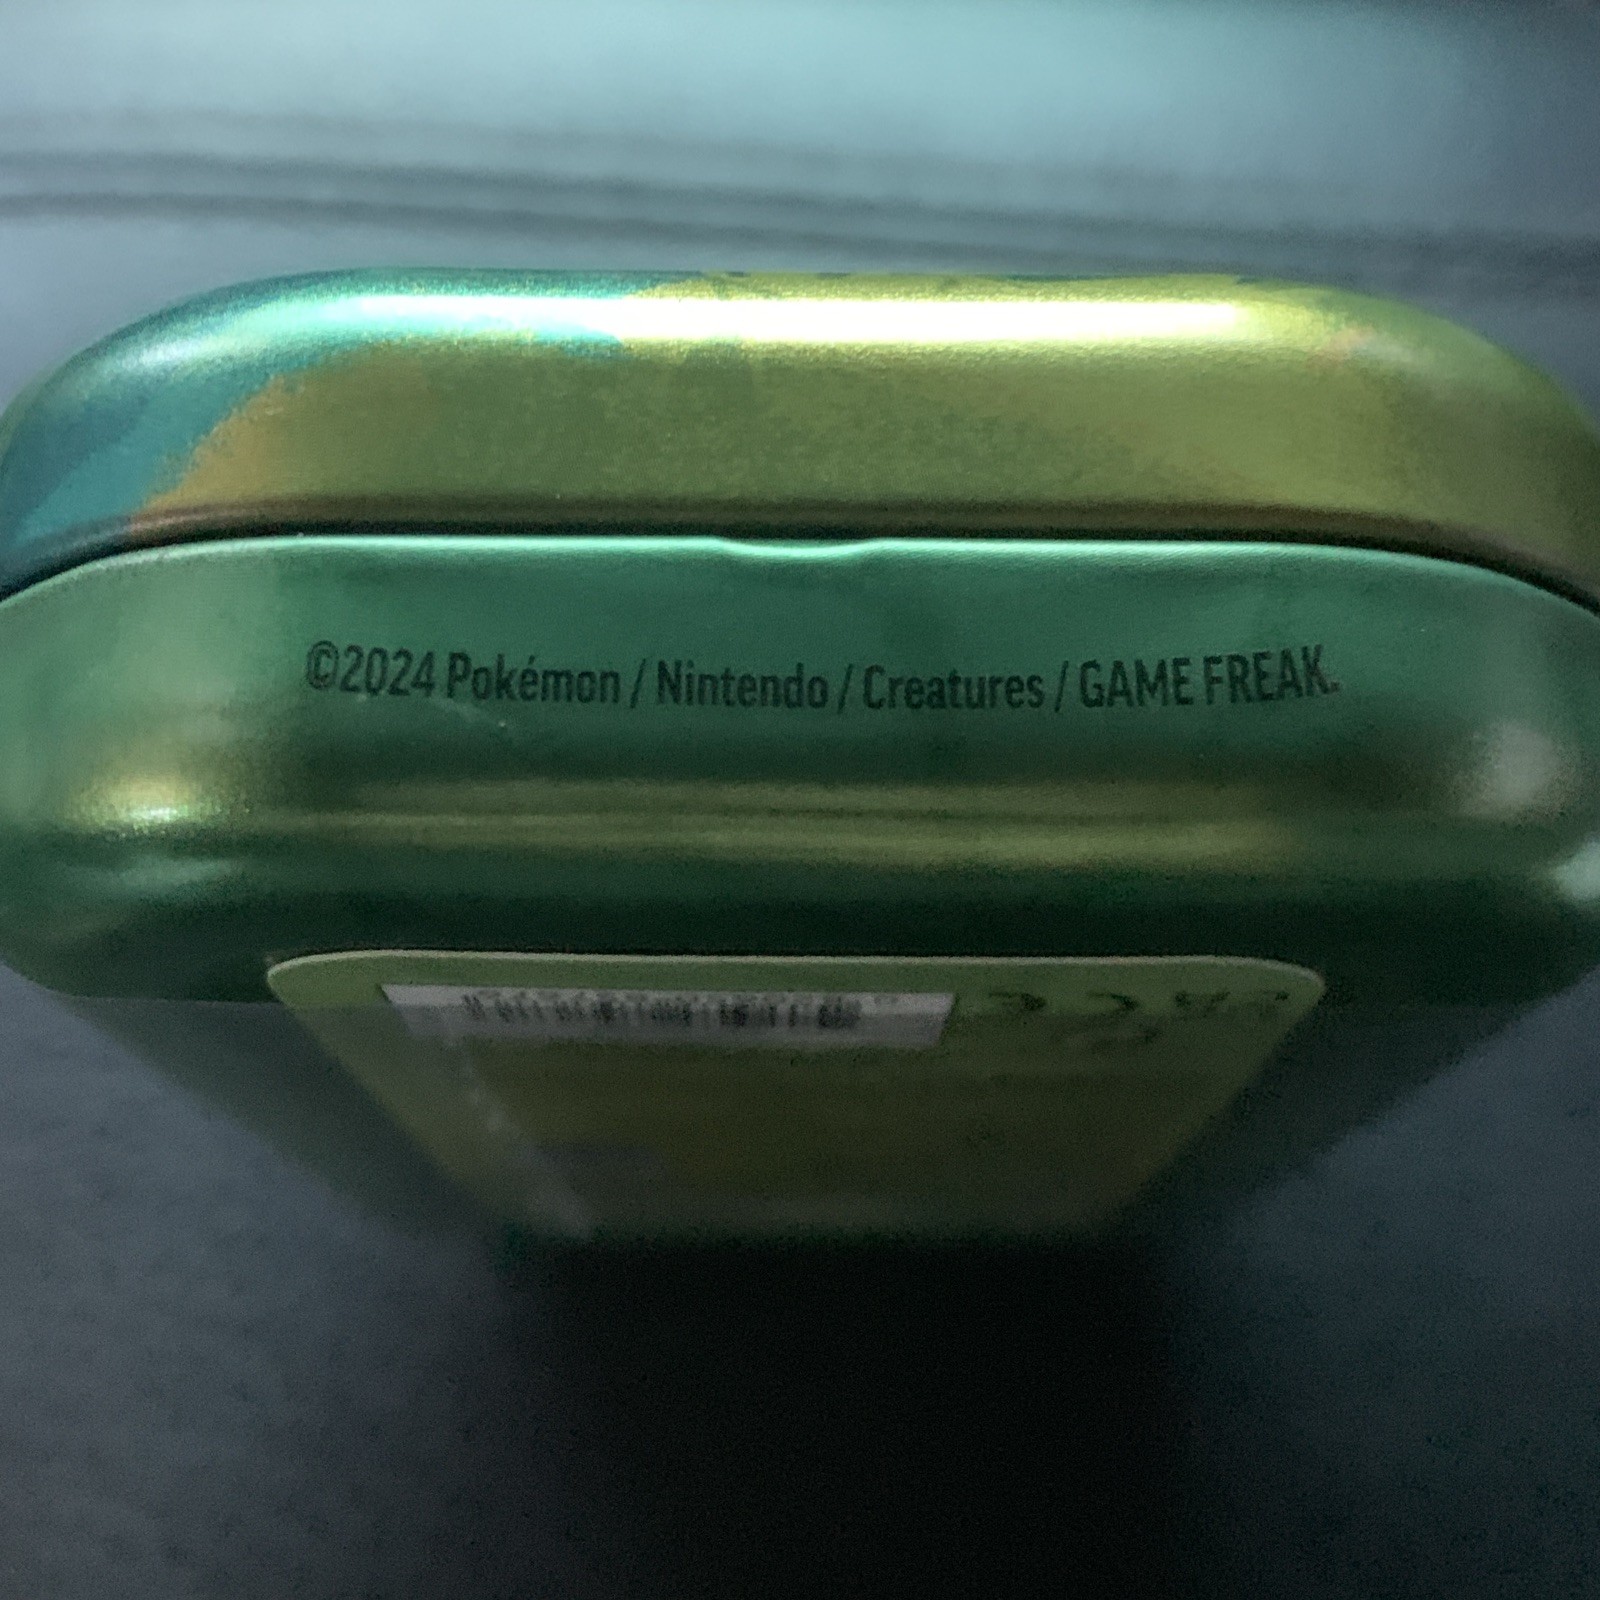 ©2024 Pokémon / Nintendo / Creatures / GAME FREAK.